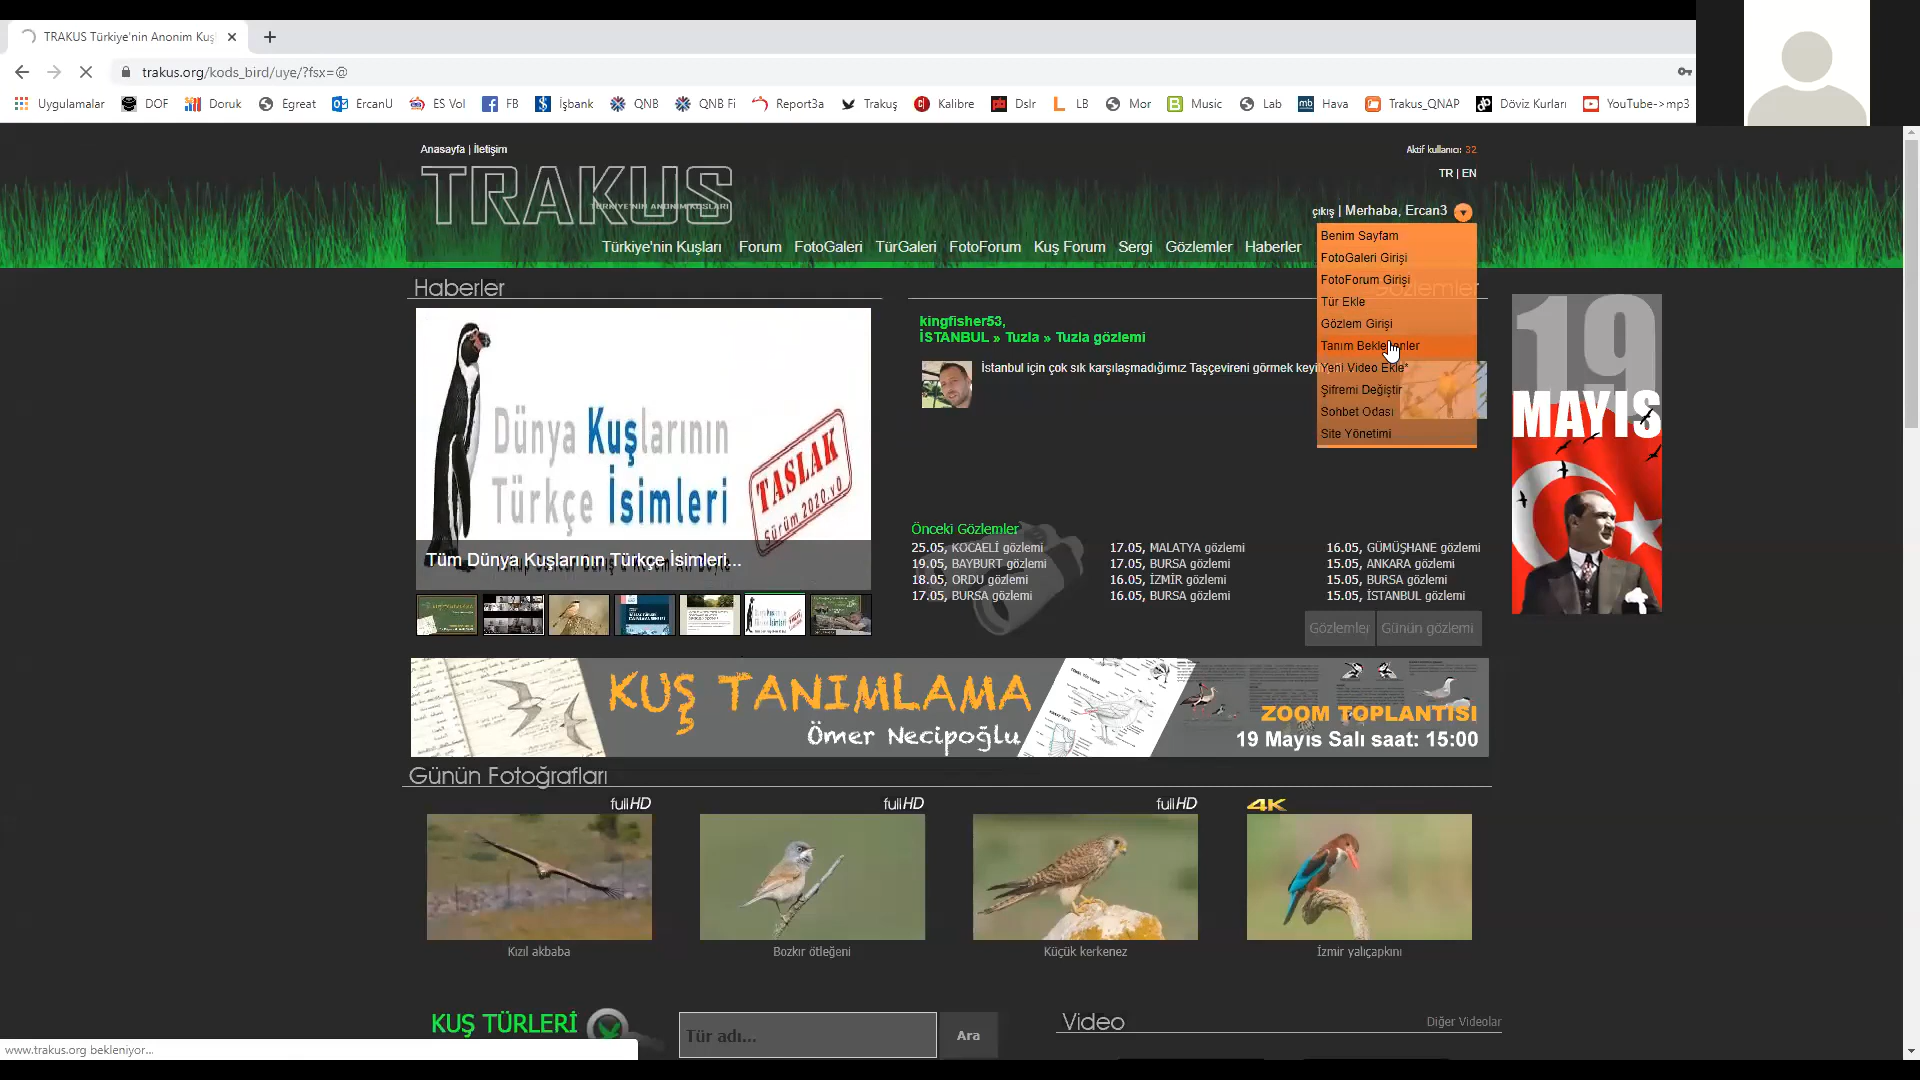 TRAKUS Türkiye'nin Anonim Kuş
trakus.org/kods_bird/uye/?fsx=@
Uygulamalar DOF Doruk Egreat ErcanU ES Vol FB İşbank QNB QNB Fi Report3a Trakuş Kalibre Dslr LB Mor Music Lab Hava Trakus_QNAP Döviz Kurları YouTube->mp3
Anasayfa | İletişim
Aktif kullanıcı: 32
TR | EN
TRAKUS
TÜRKİYE'NİN ANONİM KUŞLARI
çıkış | Merhaba, Ercan3
Türkiye'nin Kuşları Forum FotoGaleri TürGaleri FotoForum Kuş Forum Sergi Gözlemler Haberler
Benim Sayfam
FotoGaleri Girişi
FotoForum Girişi
Tür Ekle
Gözlem Girişi
Tanım Beklenenler
Yeni Video Ekle*
Şifremi Değiştir
Sohbet Odası
Site Yönetimi
Haberler
Gözlemler
kingfisher53,
İSTANBUL » Tuzla » Tuzla gözlemi
İstanbul için çok sık karşılaşmadığımız Taşçevireni görmek
Dünya Kuşlarının
Türkçe İsimleri
TASLAK
Sürüm 2020.v0
Tüm Dünya Kuşlarının Türkçe İsimleri...
Önceki Gözlemler
25.05, KOCAELİ gözlemi
19.05, BAYBURT gözlemi
18.05, ORDU gözlemi
17.05, BURSA gözlemi
17.05, MALATYA gözlemi
17.05, BURSA gözlemi
16.05, İZMİR gözlemi
16.05, BURSA gözlemi
16.05, GÜMÜŞHANE gözlemi
15.05, ANKARA gözlemi
15.05, BURSA gözlemi
15.05, İSTANBUL gözlemi
Gözlemler Günün gözlemi
19
MAYIS
KUŞ TANIMLAMA
Ömer Necipoğlu
ZOOM TOPLANTISI
19 Mayıs Salı saat: 15:00
Günün Fotoğrafları
fullHD
fullHD
fullHD
4K
Kızıl akbaba
Bozkır ötleğeni
Küçük kerkenez
İzmir yalıçapkını
KUŞ TÜRLERİ
Tür adı...
Ara
Video
Diğer Videolar
www.trakus.org bekleniyor...